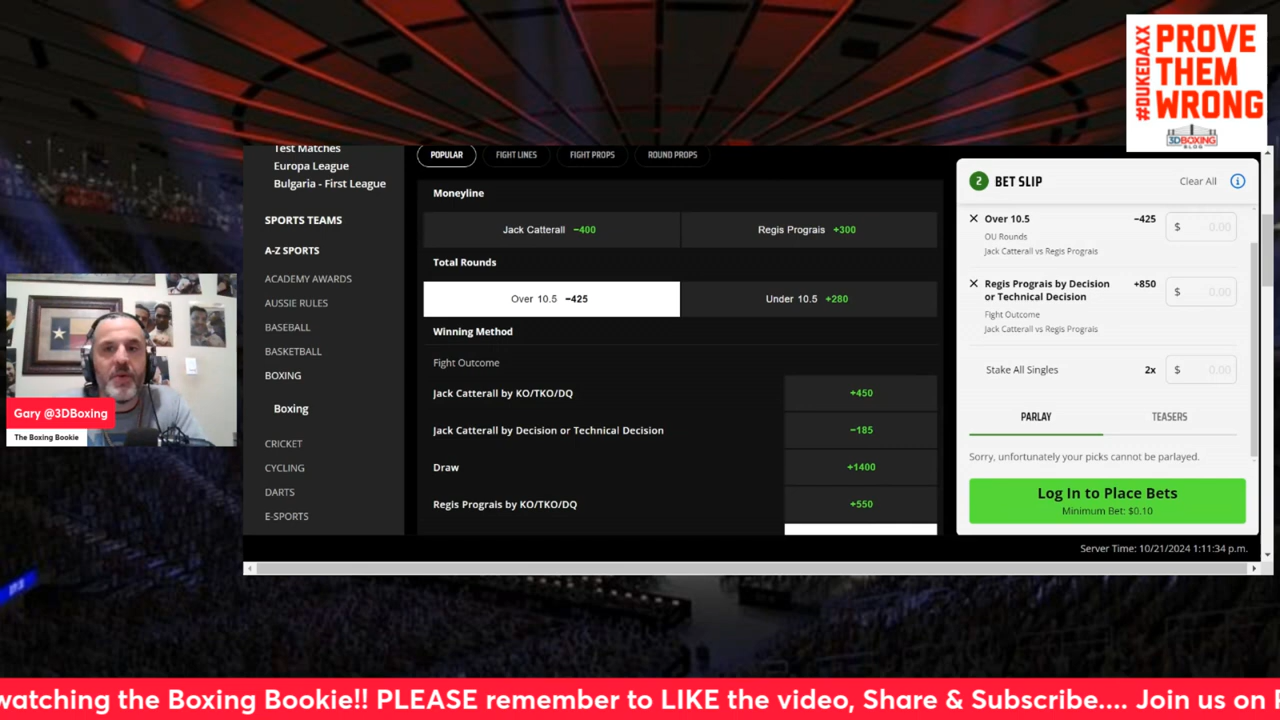 #DUKEDAXX
PROVE
THEM
WRONG
3DBOXING
BLOG
Test Matches
Europa League
Bulgaria - First League
SPORTS TEAMS
A-Z SPORTS
ACADEMY AWARDS
AUSSIE RULES
BASEBALL
BASKETBALL
BOXING
Boxing
CRICKET
CYCLING
DARTS
E-SPORTS
POPULAR FIGHT LINES FIGHT PROPS ROUND PROPS
Moneyline
Jack Catterall −400 Regis Prograis +300
Total Rounds
Over 10.5 −425 Under 10.5 +280
Winning Method
Fight Outcome
Jack Catterall by KO/TKO/DQ +450
Jack Catterall by Decision or Technical Decision −185
Draw +1400
Regis Prograis by KO/TKO/DQ +550
2 BET SLIP Clear All
Over 10.5 −425 $ 0.00
OU Rounds
Jack Catterall vs Regis Prograis
Regis Prograis by Decision +850
or Technical Decision $ 0.00
Fight Outcome
Jack Catterall vs Regis Prograis
Stake All Singles 2x $ 0.00
PARLAY TEASERS
Sorry, unfortunately your picks cannot be parlayed.
Log In to Place Bets
Minimum Bet: $0.10
Server Time: 10/21/2024 1:11:34 p.m.
Gary @3DBoxing
The Boxing Bookie
watching the Boxing Bookie!! PLEASE remember to LIKE the video, Share & Subscribe.... Join us on